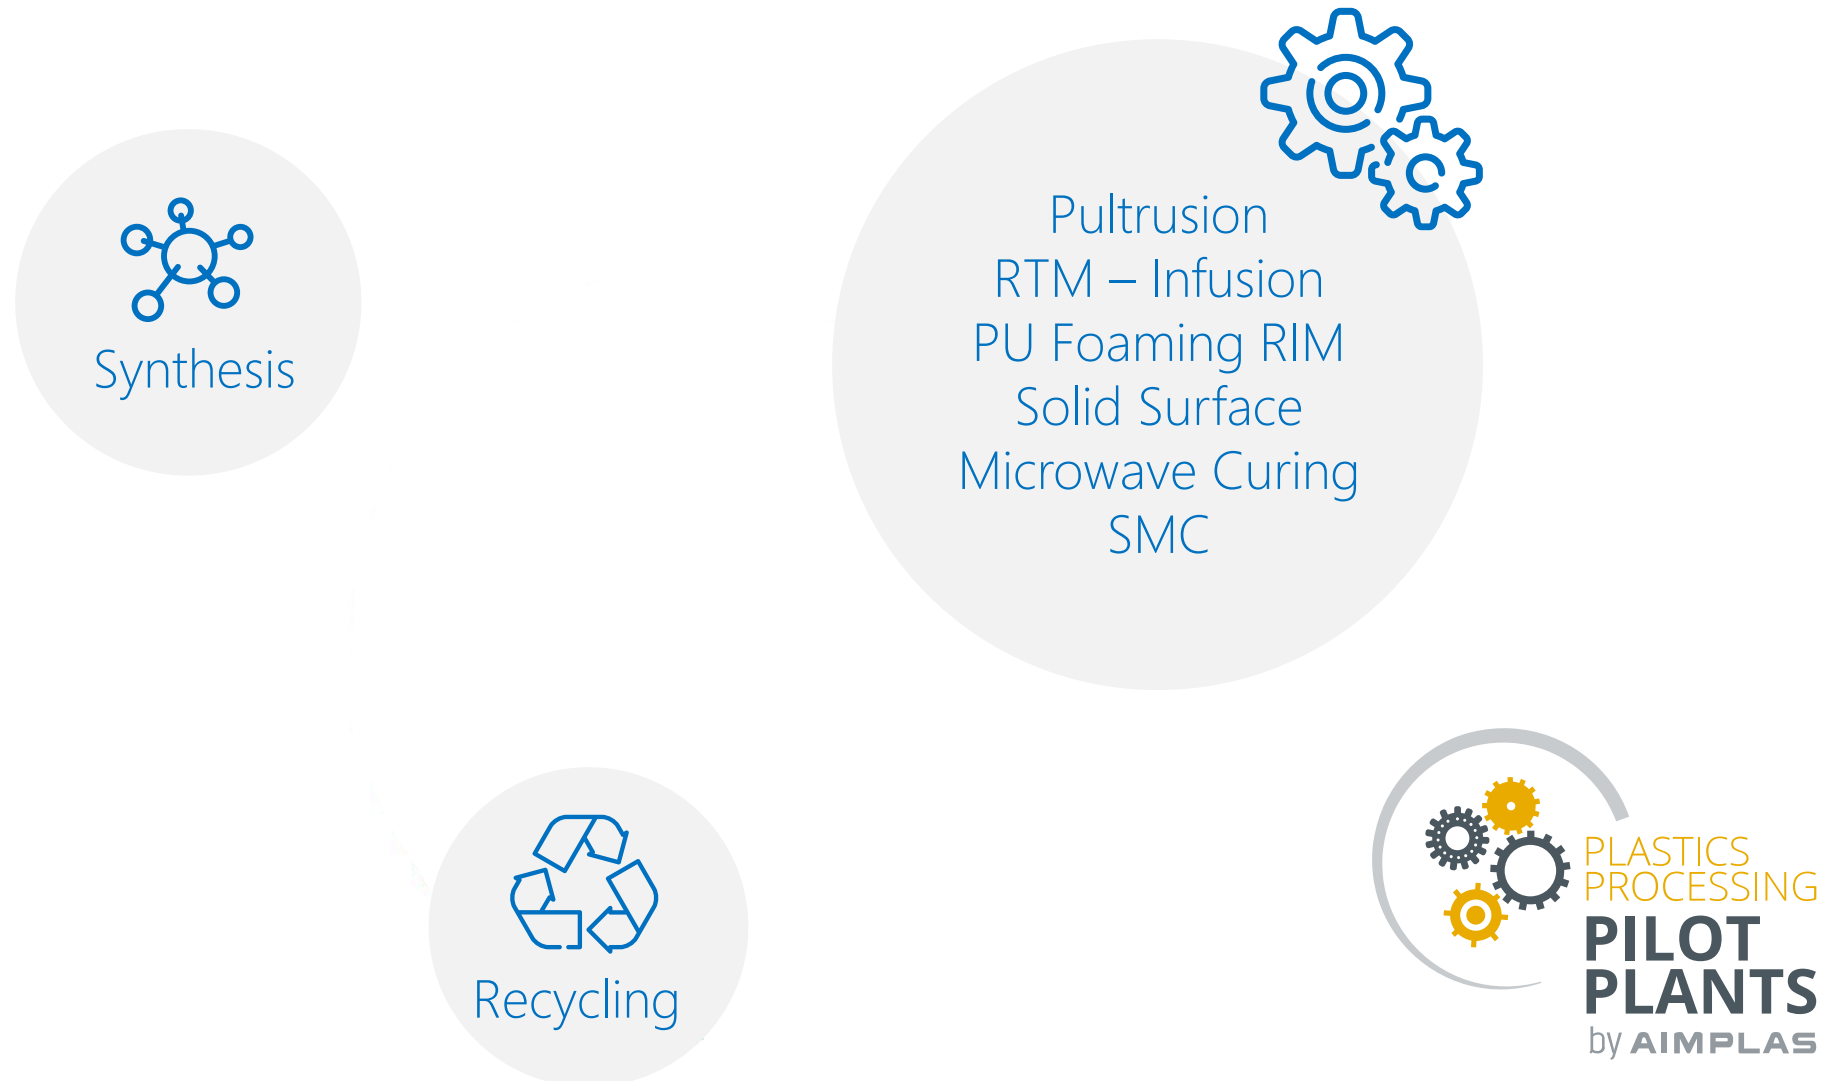 Synthesis
Pultrusion
RTM – Infusion
PU Foaming RIM
Solid Surface
Microwave Curing
SMC
Recycling
PLASTICS
PROCESSING
PILOT
PLANTS
by AIMPLAS